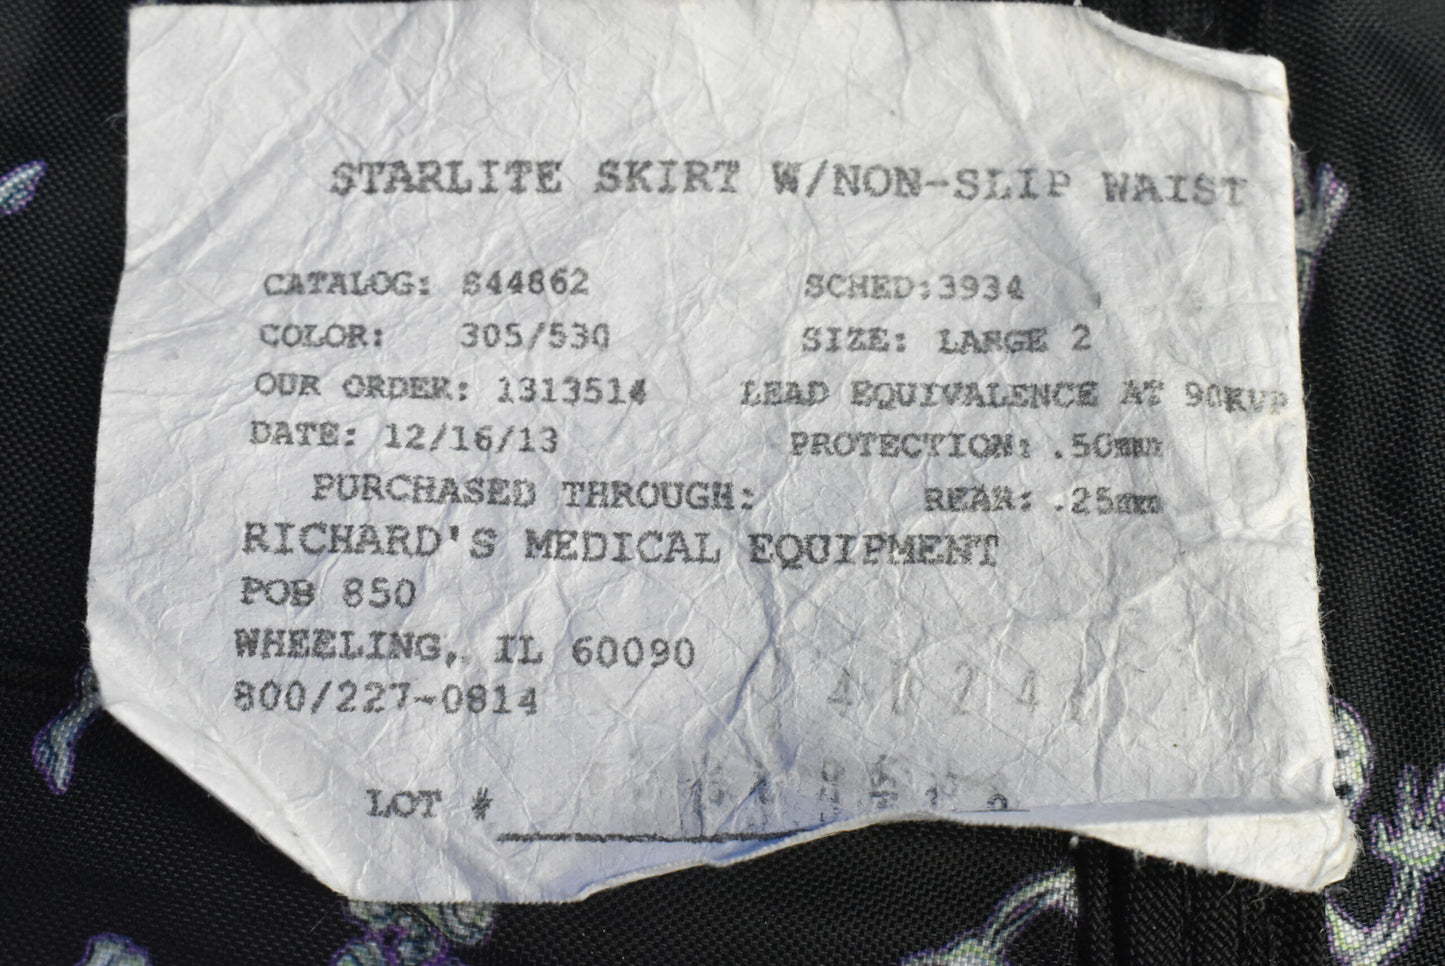 STARLITE SKIRT W/NON-SLIP WAIST
CATALOG: S44862 SCHED:3934
COLOR: 305/530 SIZE: LARGE 2
OUR ORDER: 1313514 LEAD EQUIVALENCE AT 90KVP
DATE: 12/16/13 PROTECTION: .50mm
PURCHASED THROUGH: REAR: .25mm
RICHARD'S MEDICAL EQUIPMENT
POB 850
WHEELING, IL 60090
800/227-0814
LOT #